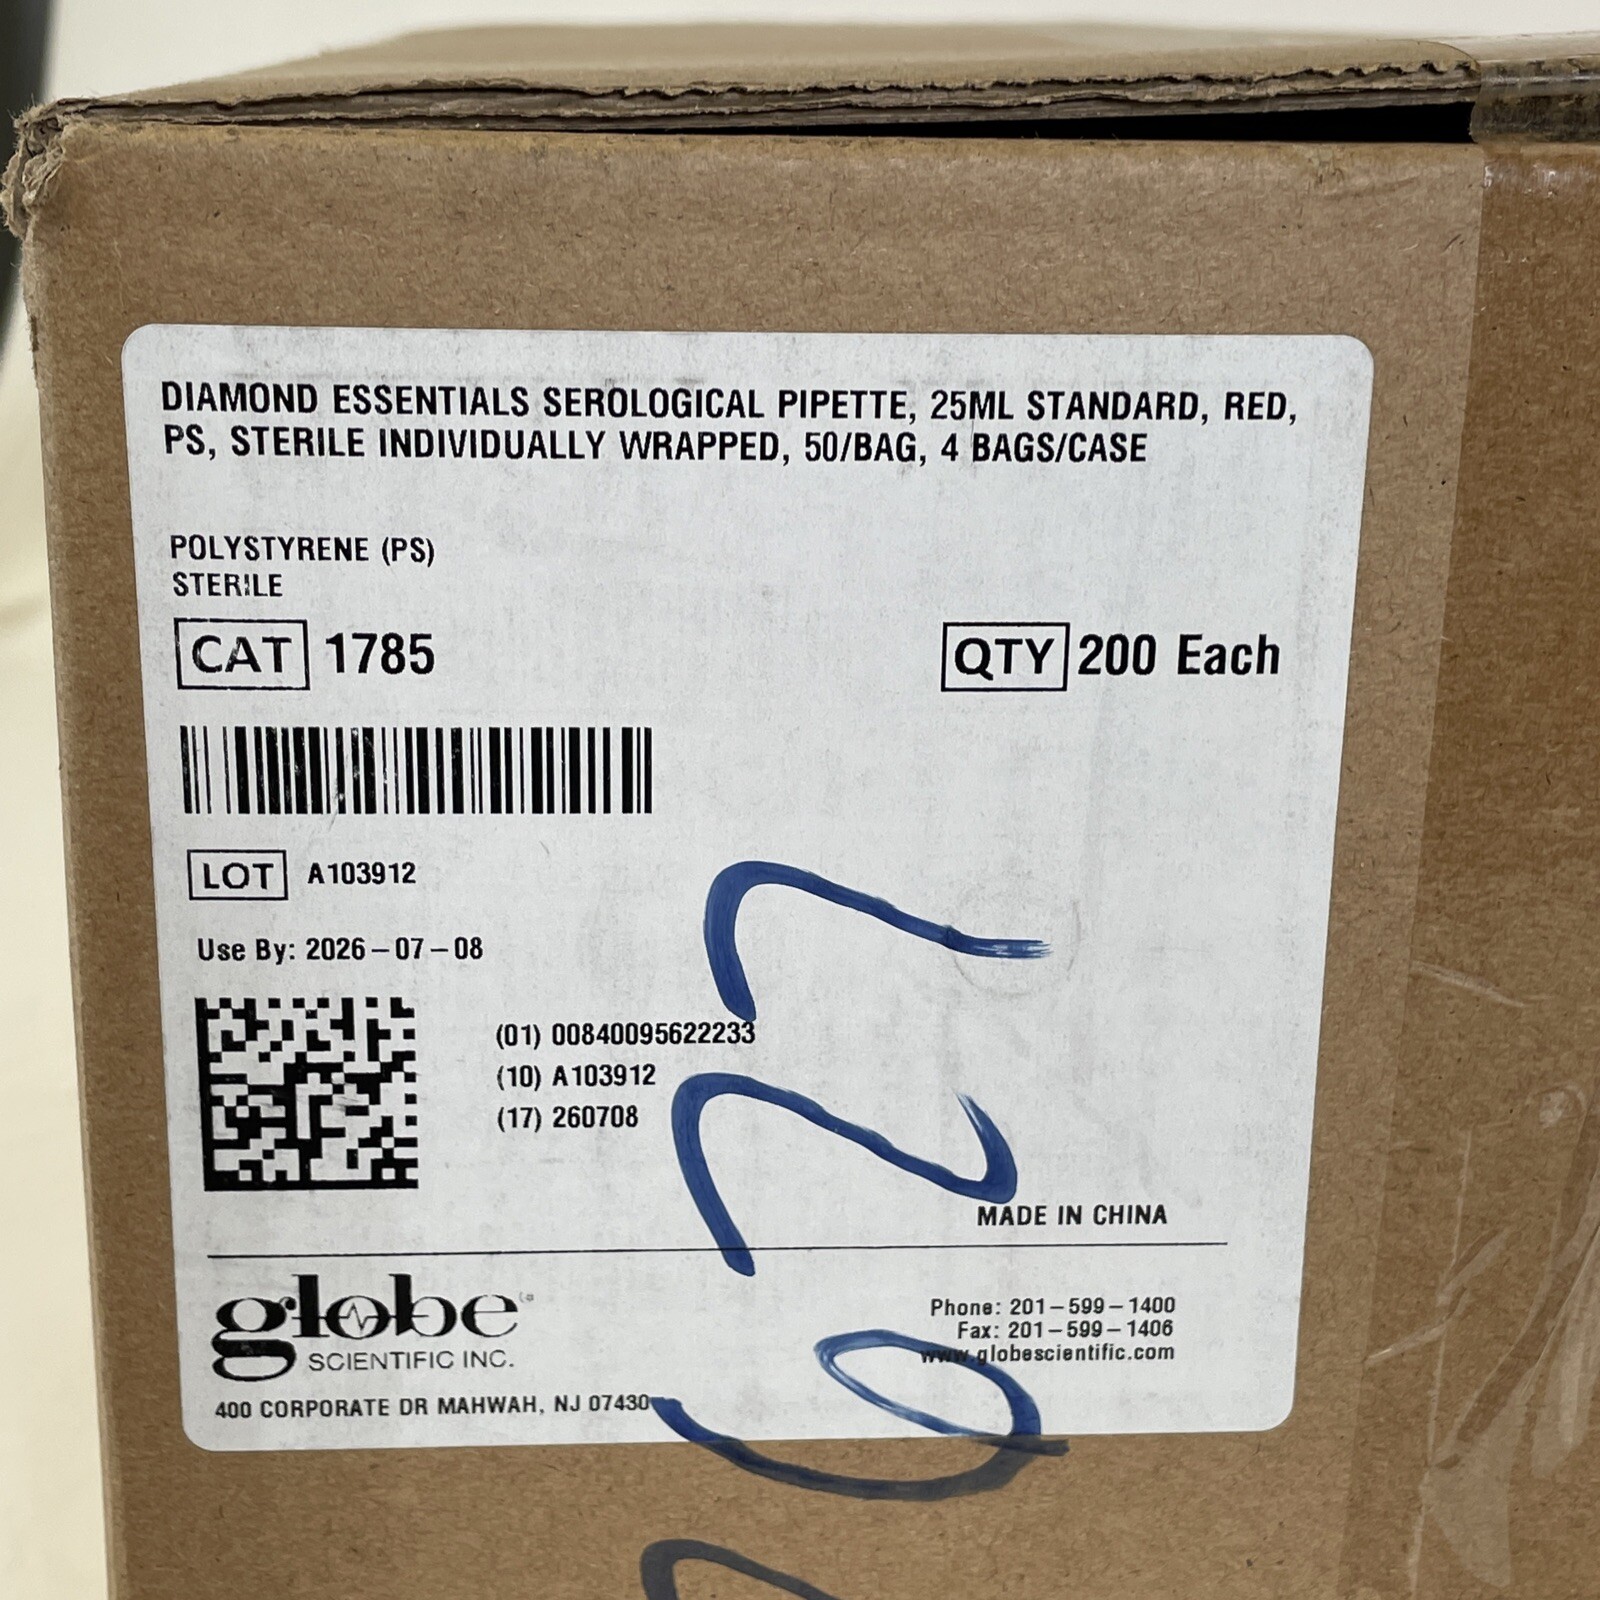 DIAMOND ESSENTIALS SEROLOGICAL PIPETTE, 25ML STANDARD, RED,
PS, STERILE INDIVIDUALLY WRAPPED, 50/BAG, 4 BAGS/CASE
POLYSTYRENE (PS)
STERILE
CAT 1785
QTY 200 Each
LOT A103912
Use By: 2026-07-08
(01) 00840095622233
(10) A103912
(17) 260708
MADE IN CHINA
globe
SCIENTIFIC INC.
400 CORPORATE DR MAHWAH, NJ 07430
Phone: 201-599-1400
Fax: 201-599-1406
www.globescientific.com